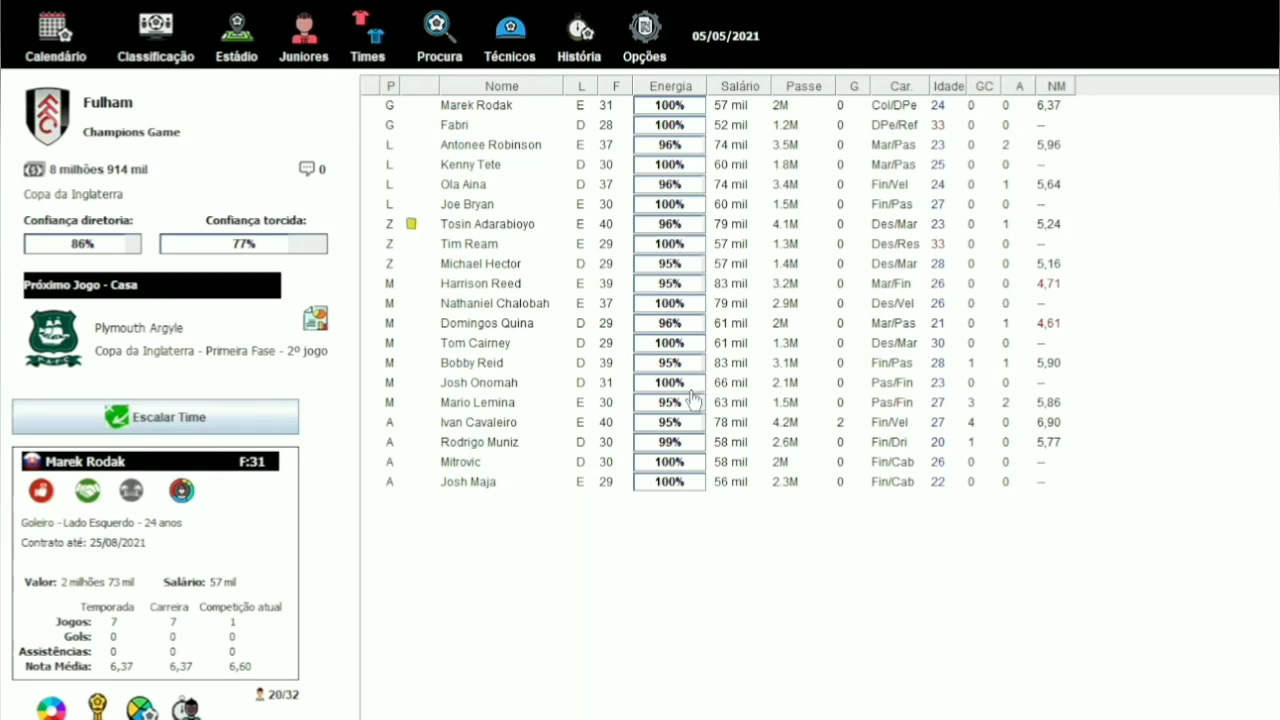 Calendário Classificação Estádio Juniores Times Procura Técnicos História Opções 05/05/2021
Fulham
Champions Game
8 milhões 914 mil 0
Copa da Inglaterra
Confiança diretoria: Confiança torcida:
86% 77%
Próximo Jogo - Casa
Plymouth Argyle
Copa da Inglaterra - Primeira Fase - 2º jogo
Escalar Time
Marek Rodak F:31
Goleiro - Lado Esquerdo - 24 anos
Contrato até: 25/08/2021
Valor: 2 milhões 73 mil Salário: 57 mil
Temporada Carreira Competição atual
Jogos: 7 7 1
Gols: 0 0 0
Assistências: 0 0 0
Nota Média: 6,37 6,37 6,60
20/32
P Nome L F Energia Salário Passe G Car. Idade GC A NM
G Marek Rodak E 31 100% 57 mil 2M 0 Col/DPe 24 0 0 6,37
G Fabri D 28 100% 52 mil 1.2M 0 DPe/Ref 33 0 0 --
L Antonee Robinson E 37 96% 74 mil 3.5M 0 Mar/Pas 23 0 2 5,96
L Kenny Tete D 30 100% 60 mil 1.8M 0 Mar/Pas 25 0 0 --
L Ola Aina D 37 96% 74 mil 3.4M 0 Fin/Vel 24 0 1 5,64
L Joe Bryan E 30 100% 60 mil 1.5M 0 Fin/Pas 27 0 0 --
Z Tosin Adarabioyo E 40 96% 79 mil 4.1M 0 Des/Mar 23 0 1 5,24
Z Tim Ream E 29 100% 57 mil 1.3M 0 Des/Res 33 0 0 --
Z Michael Hector D 29 95% 57 mil 1.4M 0 Des/Mar 28 0 0 5,16
M Harrison Reed E 39 95% 83 mil 3.2M 0 Mar/Fin 26 0 0 4,71
M Nathaniel Chalobah E 37 100% 79 mil 2.9M 0 Des/Vel 26 0 0 --
M Domingos Quina D 29 96% 61 mil 2M 0 Mar/Pas 21 0 1 4,61
M Tom Cairney D 29 100% 61 mil 1.3M 0 Des/Mar 30 0 0 --
M Bobby Reid D 39 95% 83 mil 3.1M 0 Fin/Pas 28 1 1 5,90
M Josh Onomah D 31 100% 66 mil 2.1M 0 Pas/Fin 23 0 0 --
M Mario Lemina E 30 95% 63 mil 1.5M 0 Pas/Fin 27 3 2 5,86
A Ivan Cavaleiro E 40 95% 78 mil 4.2M 2 Fin/Vel 27 4 0 6,90
A Rodrigo Muniz D 30 99% 58 mil 2.6M 0 Fin/Dri 20 1 0 5,77
A Mitrovic D 30 100% 58 mil 2M 0 Fin/Cab 26 0 0 --
A Josh Maja E 29 100% 56 mil 2.3M 0 Fin/Cab 22 0 0 --